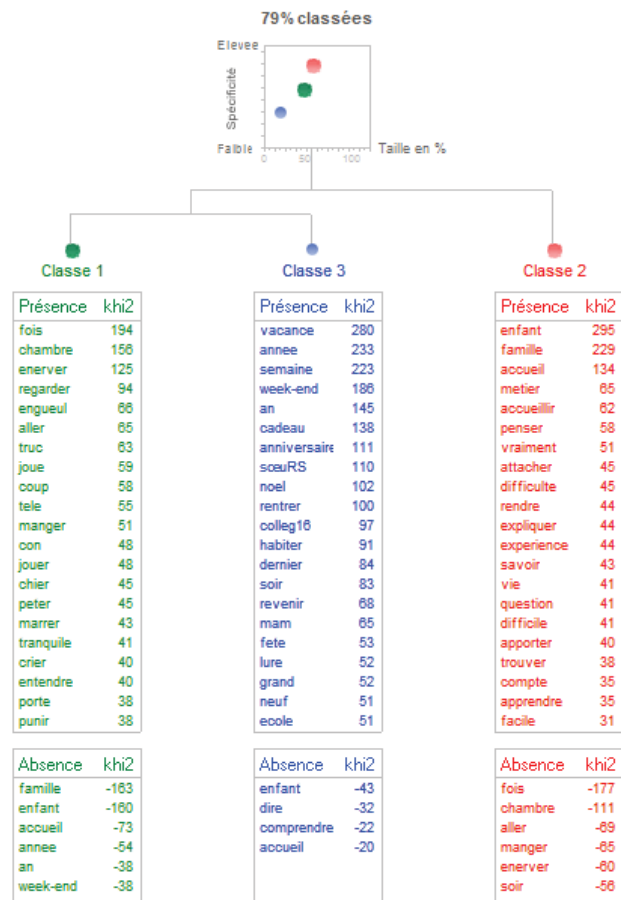 79% classées
Elevee
Spécificité
Faible
0 50 100
Taille en %
Classe 1
Présence khi2
fois 194
chambre 156
enerver 125
regarder 94
engueul 66
aller 65
truc 63
joue 59
coup 58
tele 55
manger 51
con 48
jouer 48
chier 45
peter 45
marrer 43
tranquile 41
crier 40
entendre 40
porte 38
punir 38
Absence khi2
famille -163
enfant -160
accueil -73
annee -54
an -38
week-end -38
Classe 3
Présence khi2
vacance 280
annee 233
semaine 223
week-end 186
an 145
cadeau 138
anniversaire 111
sœuRS 110
noel 102
rentrer 100
colleg16 97
habiter 91
dernier 84
soir 83
revenir 68
mam 65
fete 53
lure 52
grand 52
neuf 51
ecole 51
Absence khi2
enfant -43
dire -32
comprendre -22
accueil -20
Classe 2
Présence khi2
enfant 295
famille 229
accueil 134
metier 65
accueillir 62
penser 58
vraiment 51
attacher 45
difficulte 45
rendre 44
expliquer 44
experience 44
savoir 43
vie 41
question 41
difficile 41
apporter 40
trouver 38
compte 35
apprendre 35
facile 31
Absence khi2
fois -177
chambre -111
aller -69
manger -65
enerver -60
soir -56